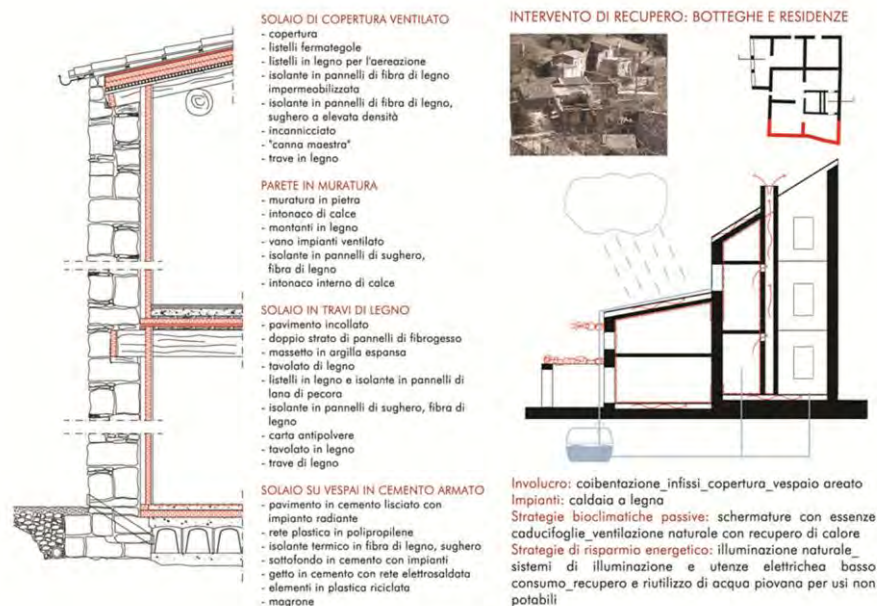 SOLAIO DI COPERTURA VENTILATO
- copertura
- listelli fermategole
- listelli in legno per l'aereazione
- isolante in pannelli di fibra di legno
impermeabilizzata
- isolante in pannelli di fibra di legno,
sughero a elevata densità
- incannicciato
- "canna maestra"
- trave in legno
PARETE IN MURATURA
- muratura in pietra
- intonaco di calce
- montanti in legno
- vano impianti ventilato
- isolante in pannelli di sughero,
fibra di legno
- intonaco interno di calce
SOLAIO IN TRAVI DI LEGNO
- pavimento incollato
- doppio strato di pannelli di fibrogesso
- massetto in argilla espansa
- tavolato di legno
- listelli in legno e isolante in pannelli di
lana di pecora
- isolante in pannelli di sughero, fibra di
legno
- carta antipolvere
- tavolato in legno
- trave di legno
SOLAIO SU VESPAI IN CEMENTO ARMATO
- pavimento in cemento lisciato con
impianto radiante
- rete plastica in polipropilene
- isolante termico in fibra di legno, sughero
- sottofondo in cemento con impianti
- getto in cemento con rete elettrosaldata
- elementi in plastica riciclata
- magrone
INTERVENTO DI RECUPERO: BOTTEGHE E RESIDENZE
Involucro: coibentazione_infissi_copertura_vespaio areato
Impianti: caldaia a legna
Strategie bioclimatiche passive: schermature con essenze
caducifoglie_ventilazione naturale con recupero di calore
Strategie di risparmio energetico: illuminazione naturale_
sistemi di illuminazione e utenze elettrichea basso
consumo_recupero e riutilizzo di acqua piovana per usi non
potabili